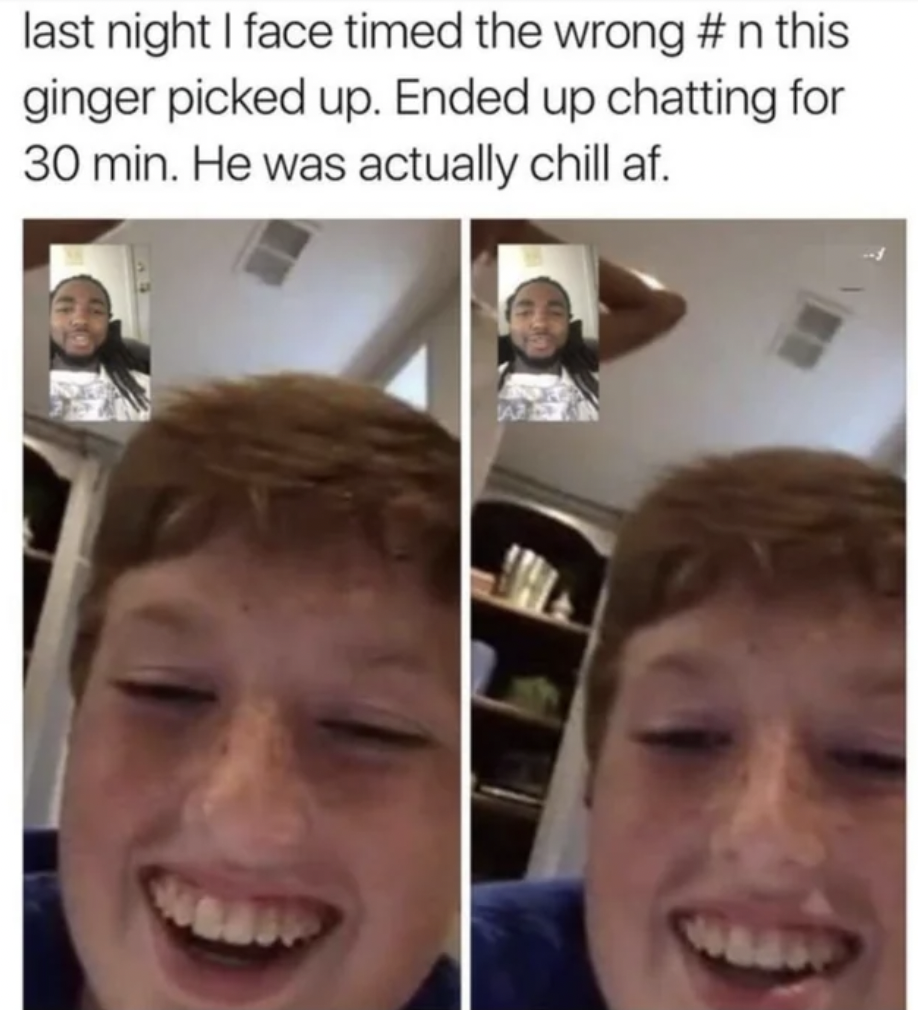 last night I face timed the wrong # n this
ginger picked up. Ended up chatting for
30 min. He was actually chill af.